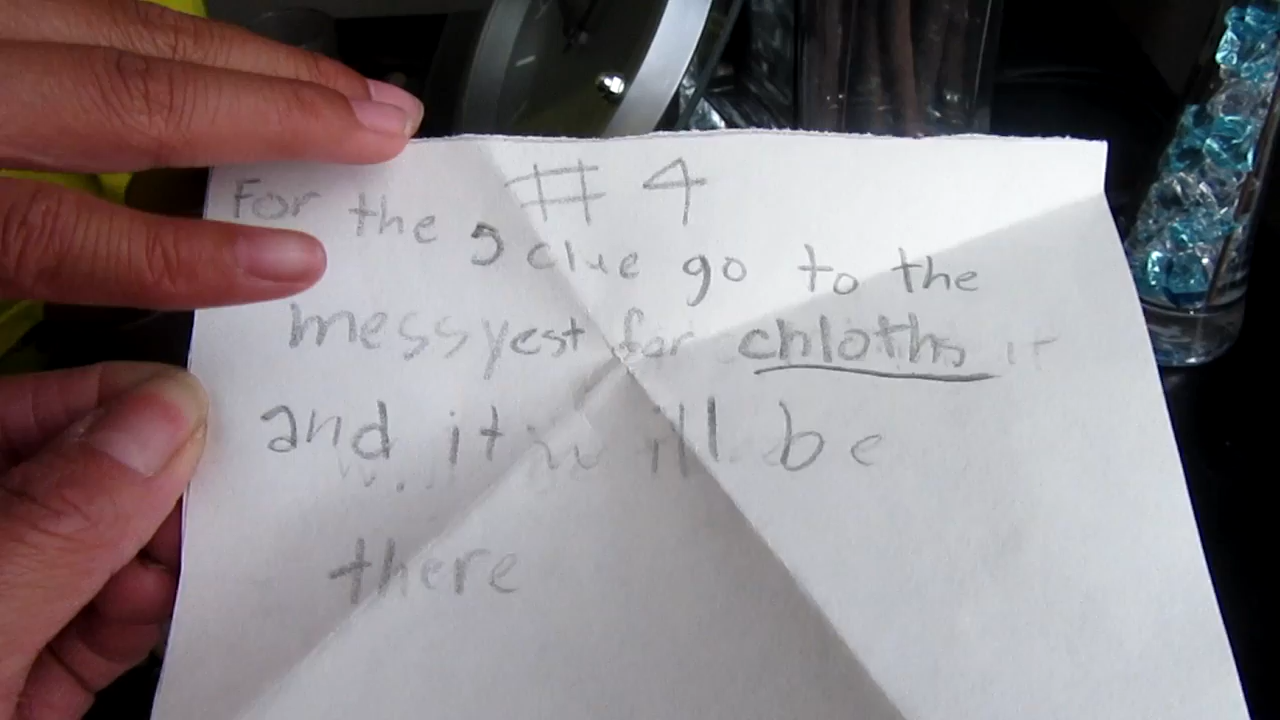 # 4
For the 5 clue go to the
messyest for chloths
and it will be
there